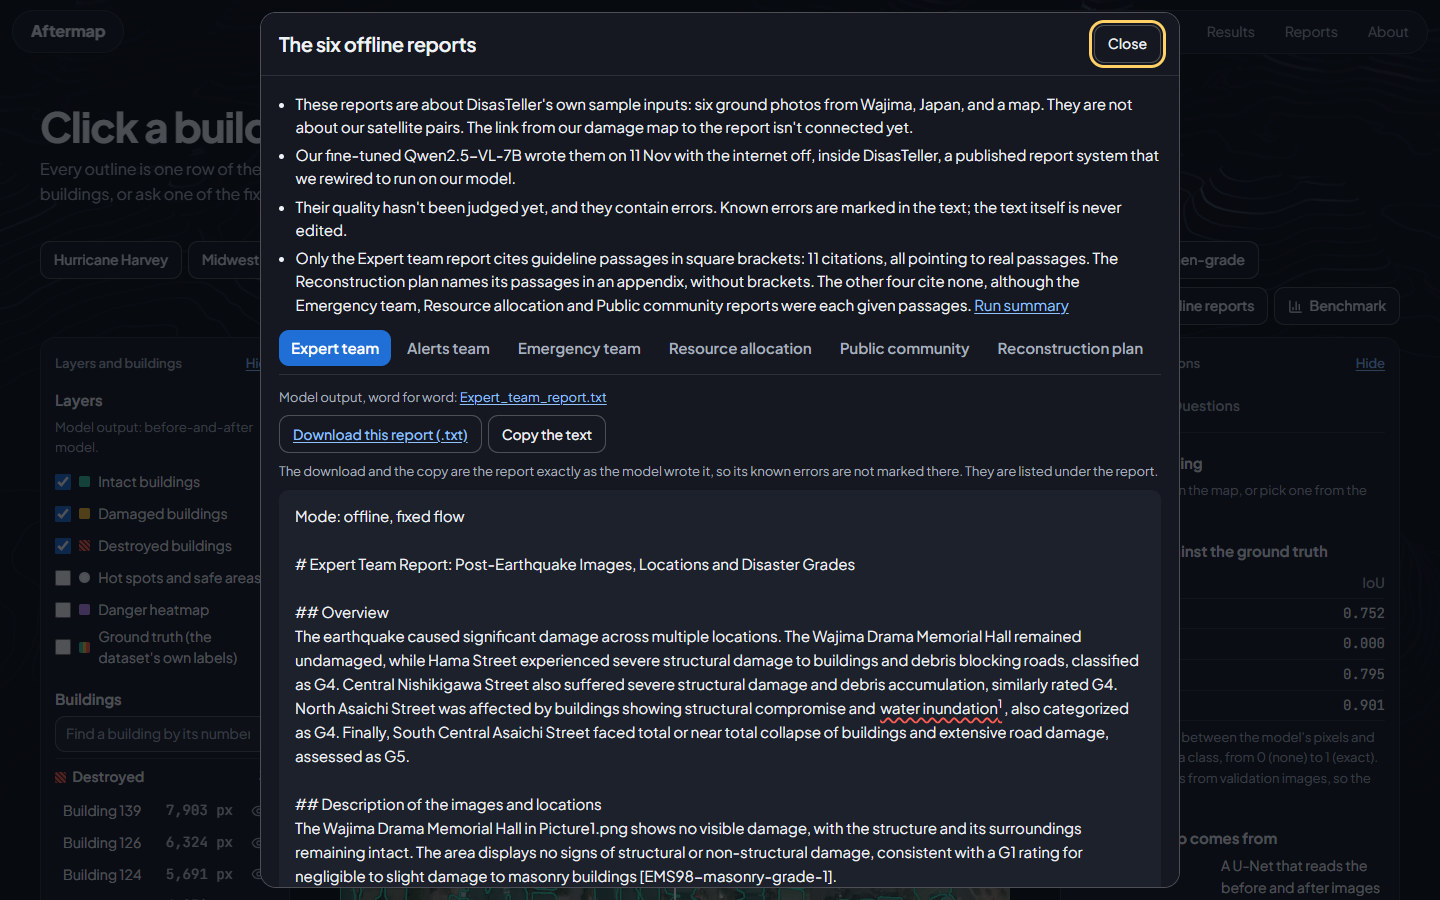 Aftermap
Results
Reports
About
Click a builc
Every outline is one row of the
buildings, or ask one of the fix
Hurricane Harvey
Midwest
en-grade
line reports
Benchmark
Layers and buildings
Hi
Layers
Model output: before-and-after
model.
Intact buildings
Damaged buildings
Destroyed buildings
Hot spots and safe areas
Danger heatmap
Ground truth (the
dataset's own labels)
Buildings
Find a building by its number
Destroyed
Building 139 7,903 px
Building 126 6,324 px
Building 124 5,691 px
The six offline reports
Close
• These reports are about DisasTeller's own sample inputs: six ground photos from Wajima, Japan, and a map. They are not
about our satellite pairs. The link from our damage map to the report isn't connected yet.
• Our fine-tuned Qwen2.5-VL-7B wrote them on 11 Nov with the internet off, inside DisasTeller, a published report system that
we rewired to run on our model.
• Their quality hasn't been judged yet, and they contain errors. Known errors are marked in the text; the text itself is never
edited.
• Only the Expert team report cites guideline passages in square brackets: 11 citations, all pointing to real passages. The
Reconstruction plan names its passages in an appendix, without brackets. The other four cite none, although the
Emergency team, Resource allocation and Public community reports were each given passages. Run summary
Expert team
Alerts team
Emergency team
Resource allocation
Public community
Reconstruction plan
Model output, word for word: Expert_team_report.txt
Download this report (.txt)
Copy the text
The download and the copy are the report exactly as the model wrote it, so its known errors are not marked there. They are listed under the report.
Mode: offline, fixed flow
# Expert Team Report: Post-Earthquake Images, Locations and Disaster Grades
## Overview
The earthquake caused significant damage across multiple locations. The Wajima Drama Memorial Hall remained
undamaged, while Hama Street experienced severe structural damage to buildings and debris blocking roads, classified
as G4. Central Nishikigawa Street also suffered severe structural damage and debris accumulation, similarly rated G4.
North Asaichi Street was affected by buildings showing structural compromise and water inundation1, also categorized
as G4. Finally, South Central Asaichi Street faced total or near total collapse of buildings and extensive road damage,
assessed as G5.
## Description of the images and locations
The Wajima Drama Memorial Hall in Picture1.png shows no visible damage, with the structure and its surroundings
remaining intact. The area displays no signs of structural or non-structural damage, consistent with a G1 rating for
negligible to slight damage to masonry buildings [EMS98-masonry-grade-1].
ons
Hide
Questions
ing
n the map, or pick one from the
inst the ground truth
IoU
0.752
0.000
0.795
0.901
between the model's pixels and
a class, from 0 (none) to 1 (exact).
s from validation images, so the
p comes from
A U-Net that reads the
before and after images